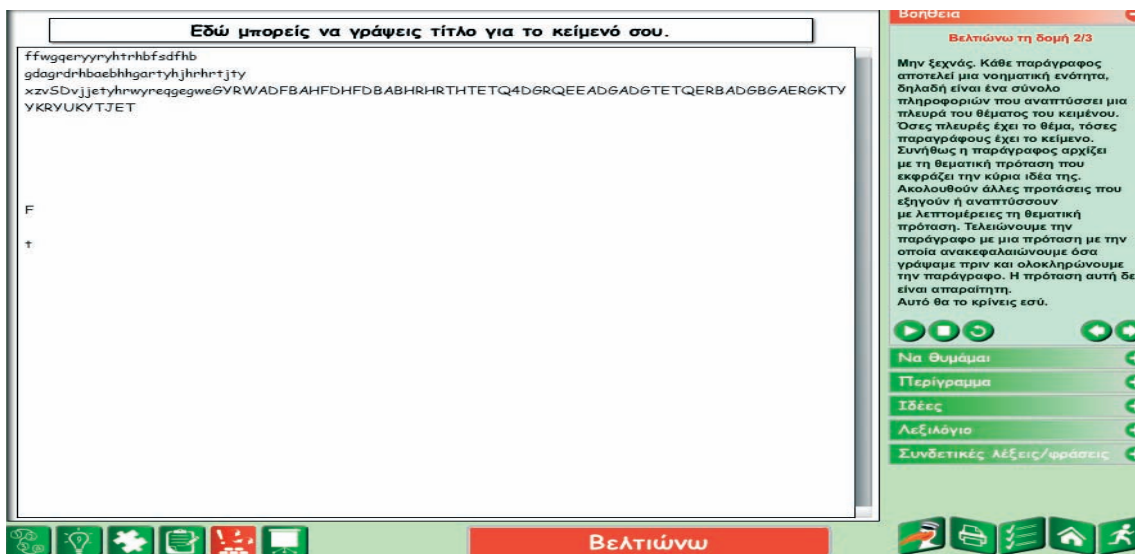 Εδώ μπορείς να γράψεις τίτλο για το κείμενό σου.
ffwgqeryyryhtrhbfsdfhb
gdagrdrhbaebhhgartyhjhrhrtjty
xzvSDvjjetyhrwyreqgegweGYRWADFBAHFDHFDBABHRHRTHTETQ4DGRQEEADGADGTETQERBADGBGAERGKTY
YKRYUKYTJET
F
t
Βοήθεια
Βελτιώνω τη δομή 2/3
Μην ξεχνάς. Κάθε παράγραφος
αποτελεί μια νοηματική ενότητα,
δηλαδή είναι ένα σύνολο
πληροφοριών που αναπτύσσει μια
πλευρά του θέματος του κειμένου.
Όσες πλευρές έχει το θέμα, τόσες
παραγράφους έχει το κείμενο.
Συνήθως η παράγραφος αρχίζει
με τη θεματική πρόταση που
εκφράζει την κύρια ιδέα της.
Ακολουθούν άλλες προτάσεις που
εξηγούν ή αναπτύσσουν
με λεπτομέρειες τη θεματική
πρόταση. Τελειώνουμε την
παράγραφο με μια πρόταση με την
οποία ανακεφαλαιώνουμε όσα
γράψαμε πριν και ολοκληρώνουμε
την παράγραφο. Η πρόταση αυτή δε
είναι απαραίτητη.
Αυτό θα το κρίνεις εσύ.
Να θυμάμαι
Περίγραμμα
Ιδέες
Λεξιλόγιο
Συνδετικές λέξεις/φράσεις
Βελτιώνω